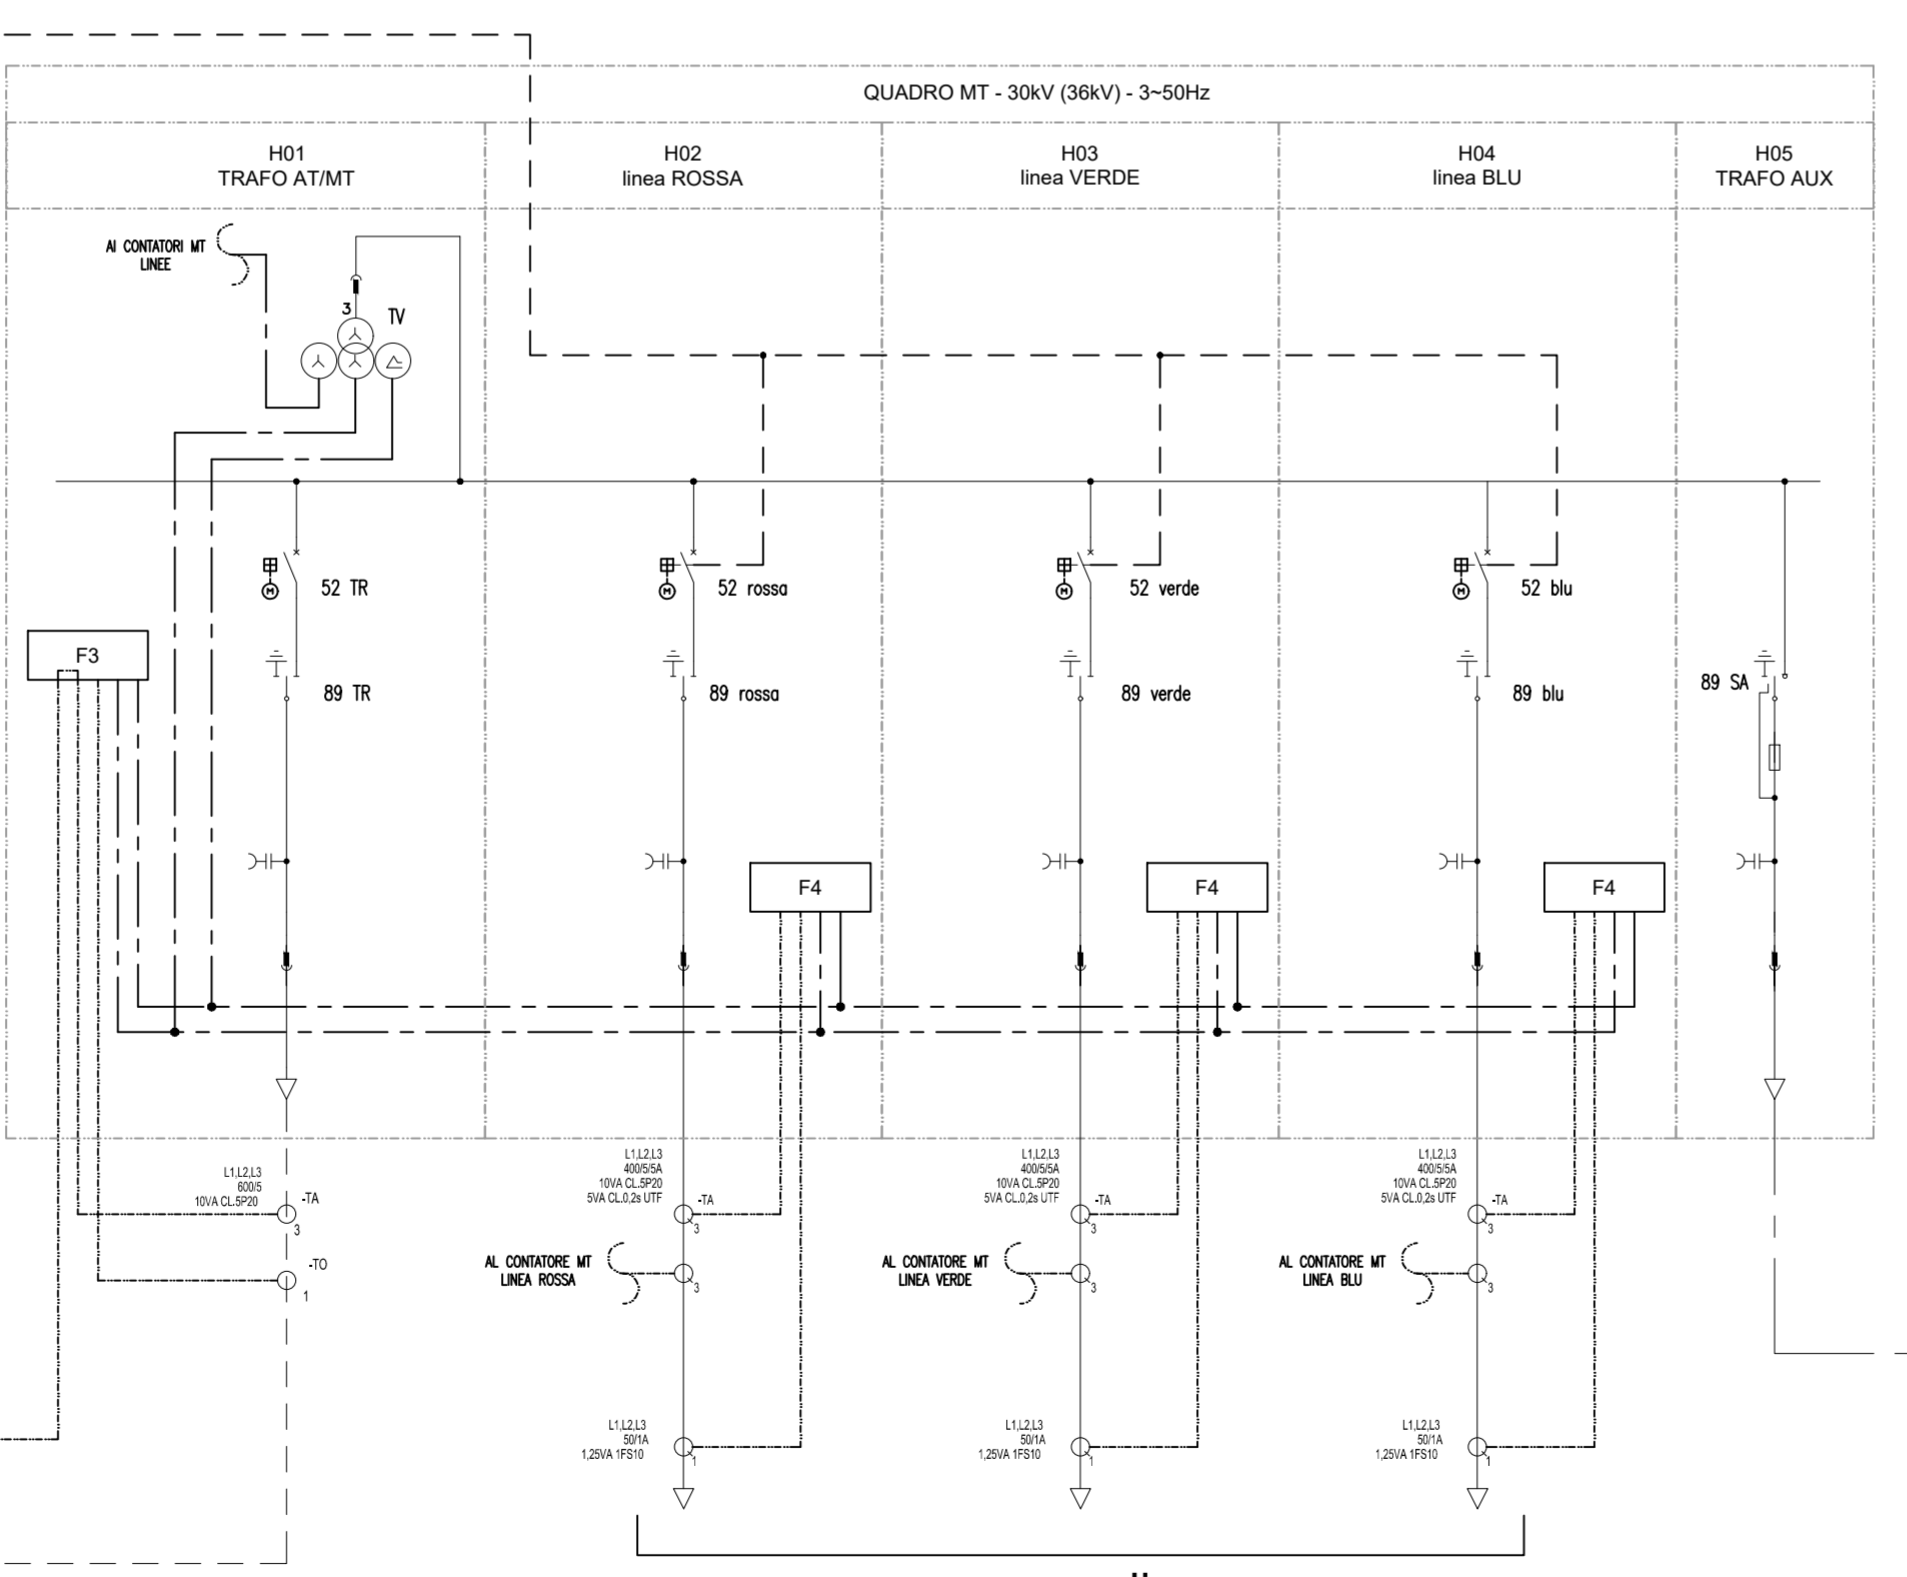 QUADRO MT - 30kV (36kV) - 3~50Hz
H01
TRAFO AT/MT
H02
linea ROSSA
H03
linea VERDE
H04
linea BLU
H05
TRAFO AUX
AI CONTATORI MT
LINEE
3
TV
52 TR
52 rossa
52 verde
52 blu
M
M
M
M
F3
89 TR
89 rossa
89 verde
89 blu
89 SA
F4
F4
F4
L1,L2,L3
600/5
10VA CL.5P20
-TA
3
-TO
1
L1,L2,L3
400/5/5A
10VA CL.5P20
5VA CL.0,2s UTF
-TA
3
L1,L2,L3
400/5/5A
10VA CL.5P20
5VA CL.0,2s UTF
-TA
3
L1,L2,L3
400/5/5A
10VA CL.5P20
5VA CL.0,2s UTF
-TA
3
AL CONTATORE MT
LINEA ROSSA
3
AL CONTATORE MT
LINEA VERDE
3
AL CONTATORE MT
LINEA BLU
3
L1,L2,L3
50/1A
1,25VA 1FS10
1
L1,L2,L3
50/1A
1,25VA 1FS10
1
L1,L2,L3
50/1A
1,25VA 1FS10
1